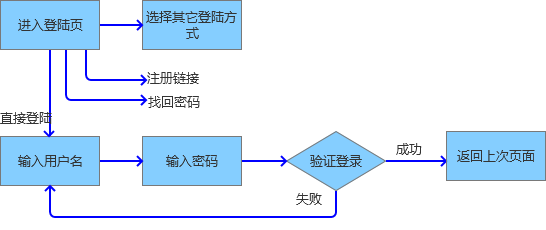 进入登陆页
选择其它登陆方
式
注册链接
找回密码
直接登陆
输入用户名
输入密码
验证登录
成功
返回上次页面
失败